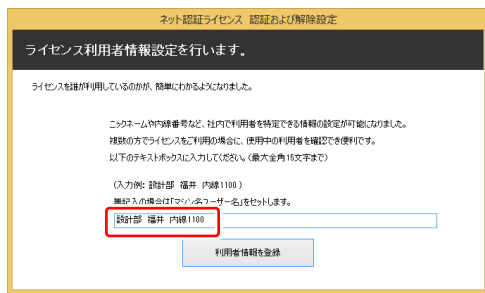 ネット認証ライセンス 認証および解除設定
ライセンス利用者情報設定を行います。
ライセンスを誰が利用しているのかが、簡単にわかるようになりました。
ニックネームや内線番号など、社内で利用者を特定できる情報の設定が可能になりました。
複数の方でライセンスをご利用の場合に、使用中の利用者を確認でき便利です。
以下のテキストボックスに入力してください。(最大全角15文字まで)
(入力例: 設計部 福井 内線1100)
無記入の場合は「マシン名ユーザー名」をセットします。
設計部 福井 内線1100
利用者情報を登録